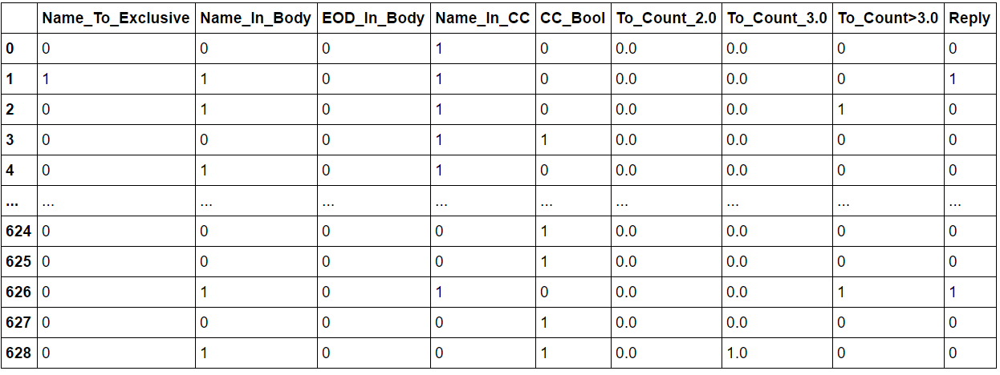 Name_To_Exclusive Name_In_Body EOD_In_Body Name_In_CC CC_Bool To_Count_2.0 To_Count_3.0 To_Count>3.0 Reply
0 0 0 0 1 0 0.0 0.0 0 0
1 1 1 0 1 0 0.0 0.0 0 1
2 0 1 0 1 0 0.0 0.0 1 0
3 0 0 0 1 1 0.0 0.0 0 0
4 0 1 0 1 0 0.0 0.0 0 0
... ... ... ... ... ... ... ... ... ...
624 0 0 0 0 1 0.0 0.0 0 0
625 0 0 0 0 1 0.0 0.0 0 0
626 0 1 0 1 0 0.0 0.0 1 1
627 0 0 0 0 1 0.0 0.0 0 0
628 0 1 0 0 1 0.0 1.0 0 0